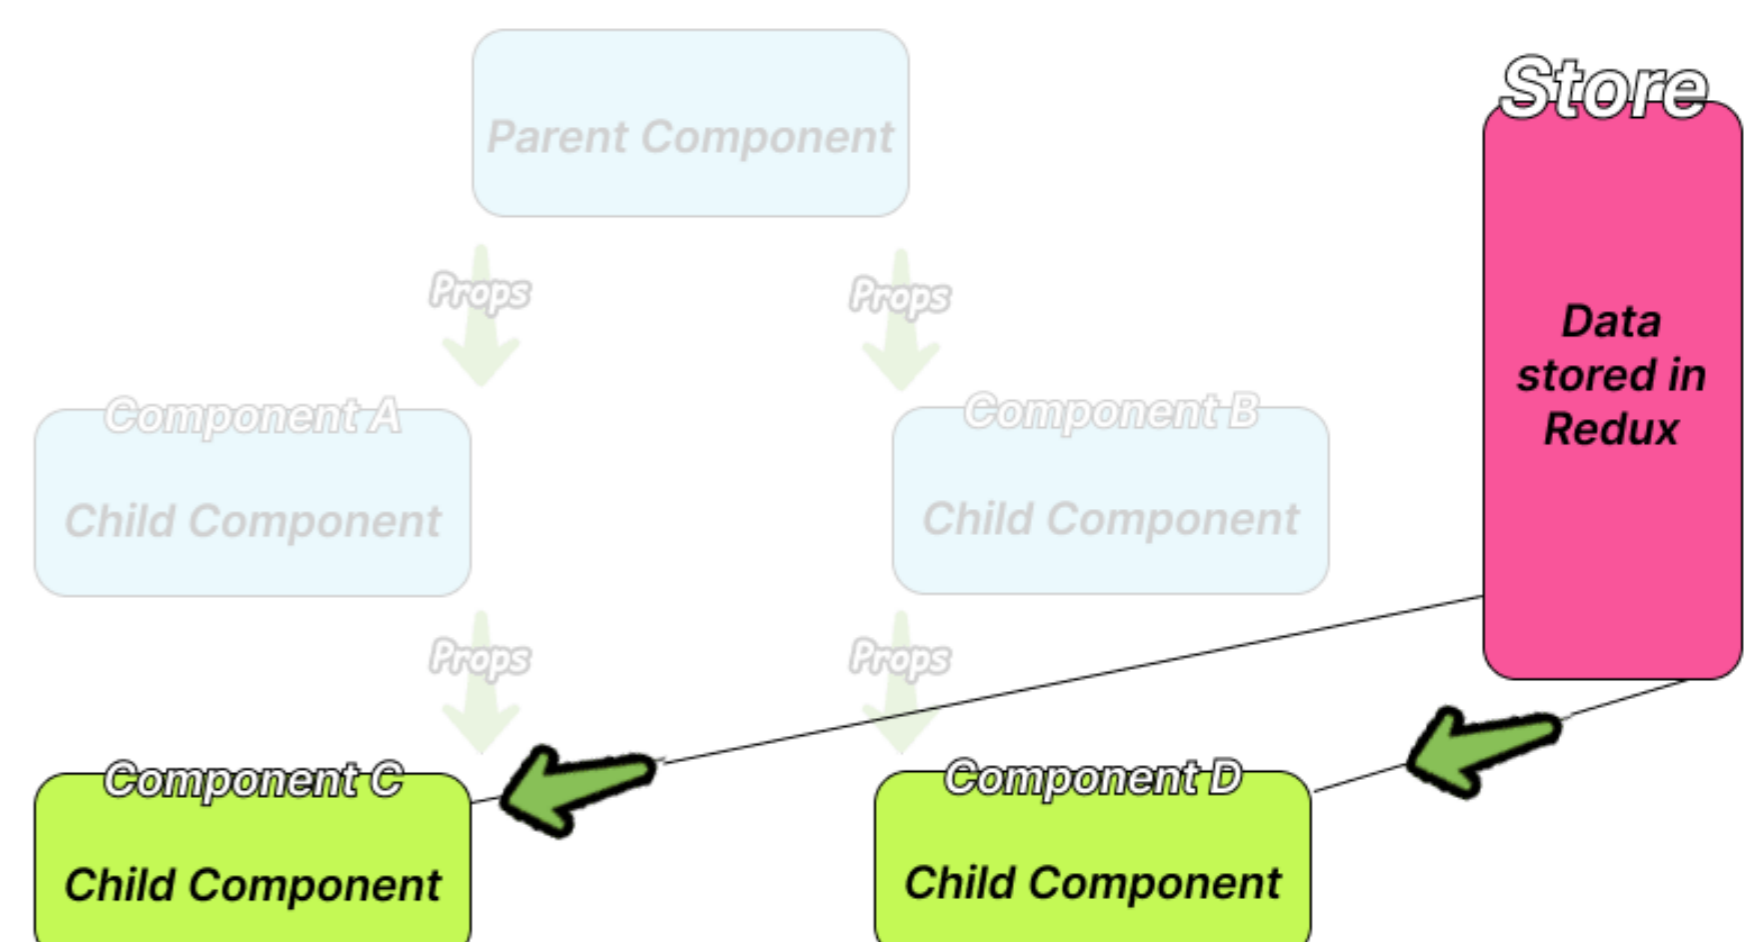 Store
Parent Component
Data
stored in
Redux
Props
Props
Component A
Component B
Child Component
Child Component
Props
Props
Component C
Component D
Child Component
Child Component